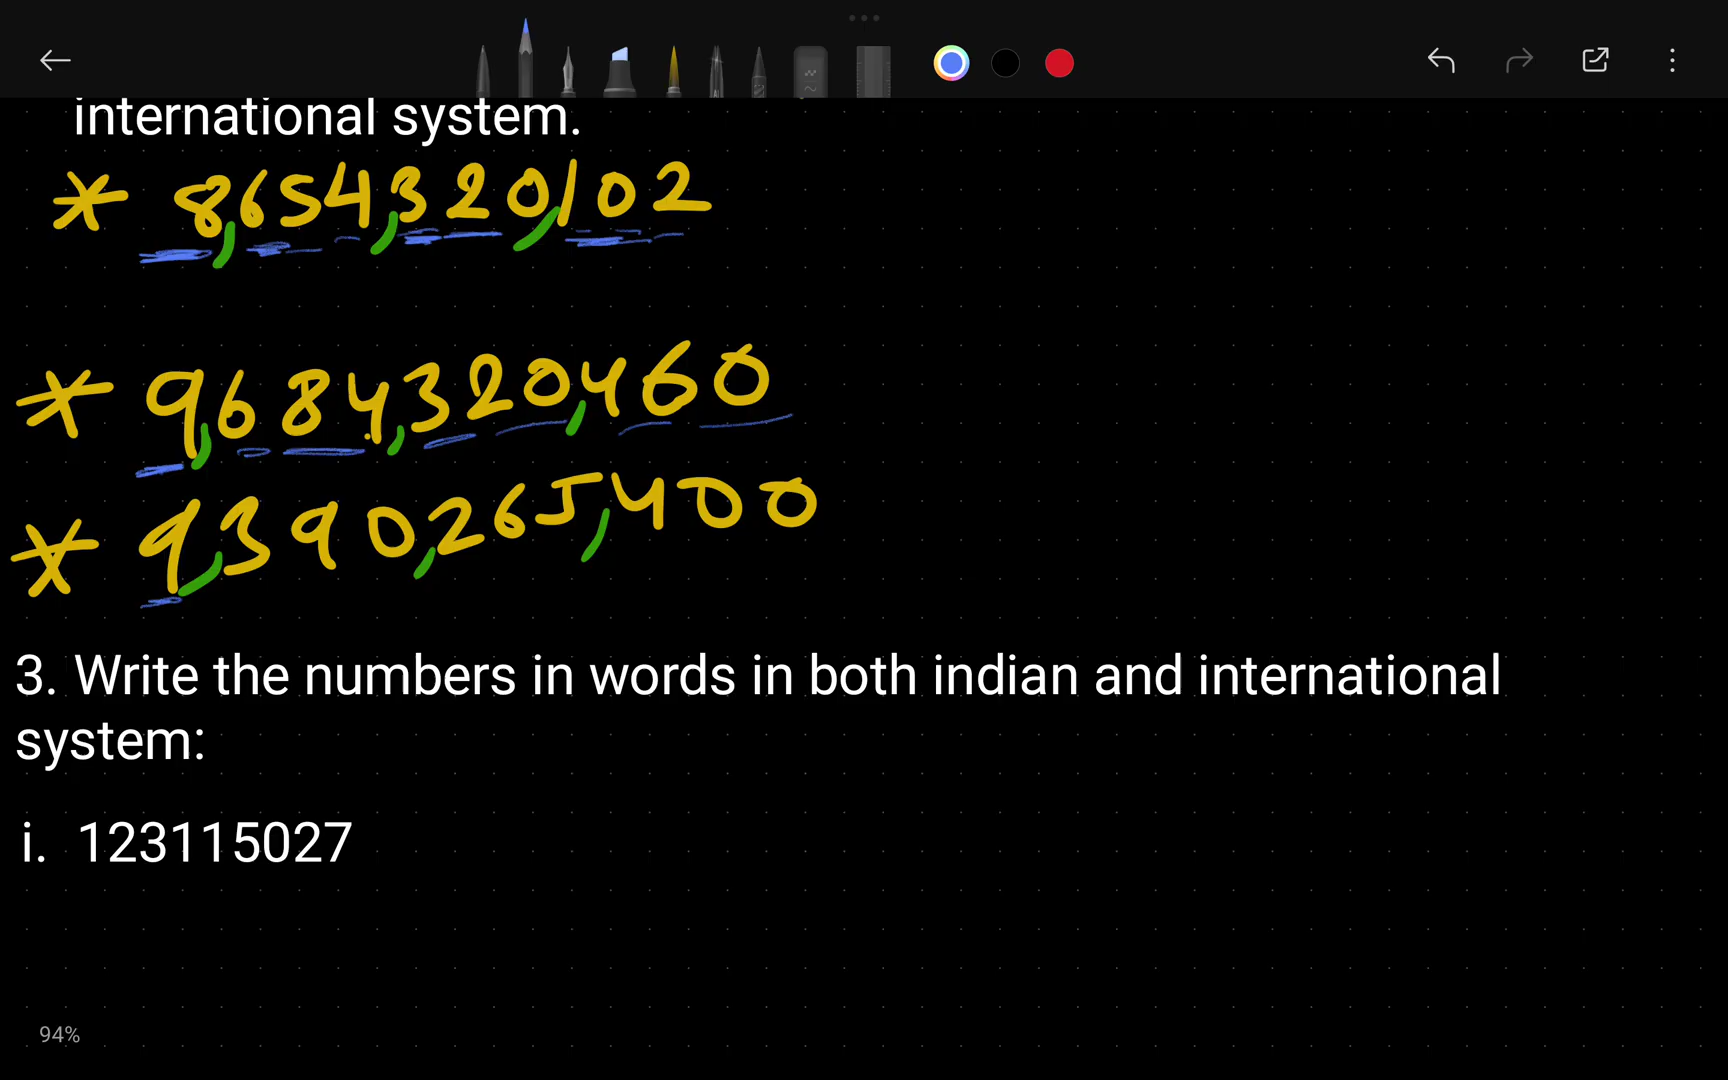 international system.
* 8,654,320,102
* 9,684,320,460
* 9,390,265,400
3. Write the numbers in words in both indian and international
system:
i. 123115027
94%